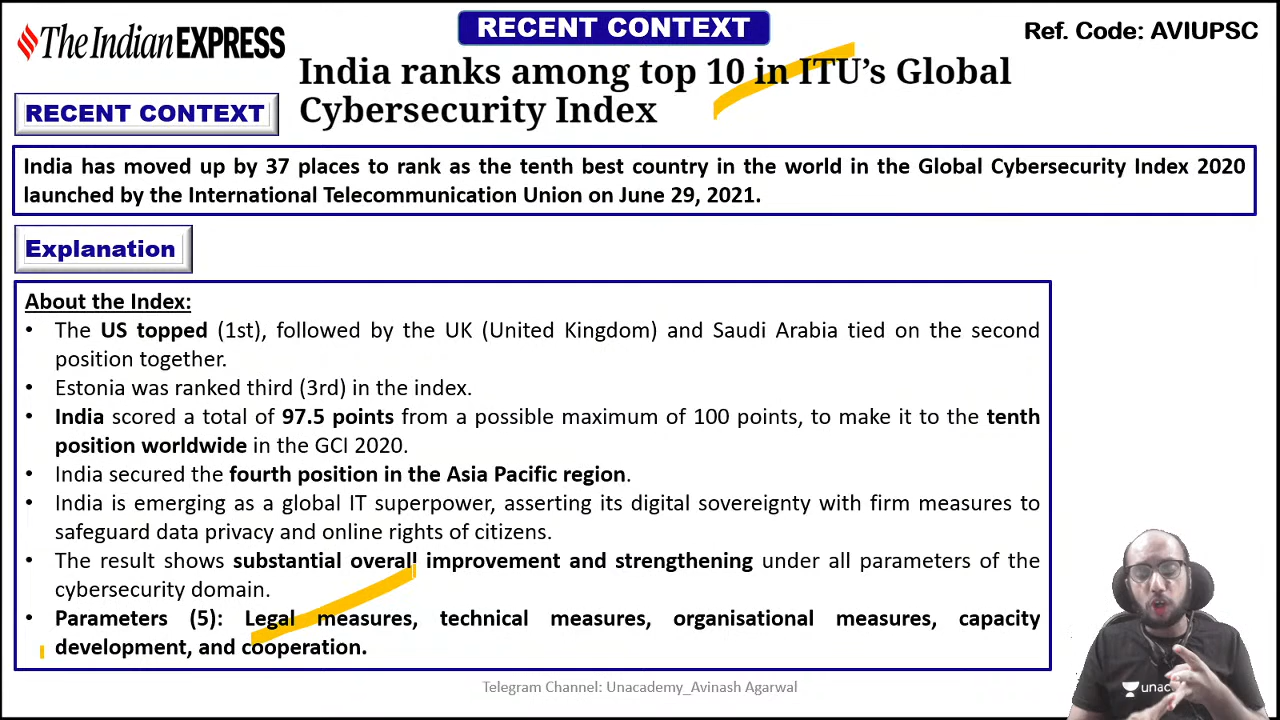 The Indian EXPRESS
RECENT CONTEXT
Ref. Code: AVIUPSC
India ranks among top 10 in ITU's Global
Cybersecurity Index
RECENT CONTEXT
India has moved up by 37 places to rank as the tenth best country in the world in the Global Cybersecurity Index 2020
launched by the International Telecommunication Union on June 29, 2021.
Explanation
About the Index:
• The US topped (1st), followed by the UK (United Kingdom) and Saudi Arabia tied on the second
position together.
• Estonia was ranked third (3rd) in the index.
• India scored a total of 97.5 points from a possible maximum of 100 points, to make it to the tenth
position worldwide in the GCI 2020.
• India secured the fourth position in the Asia Pacific region.
• India is emerging as a global IT superpower, asserting its digital sovereignty with firm measures to
safeguard data privacy and online rights of citizens.
• The result shows substantial overall improvement and strengthening under all parameters of the
cybersecurity domain.
• Parameters (5): Legal measures, technical measures, organisational measures, capacity
development, and cooperation.
Telegram Channel: Unacademy_Avinash Agarwal